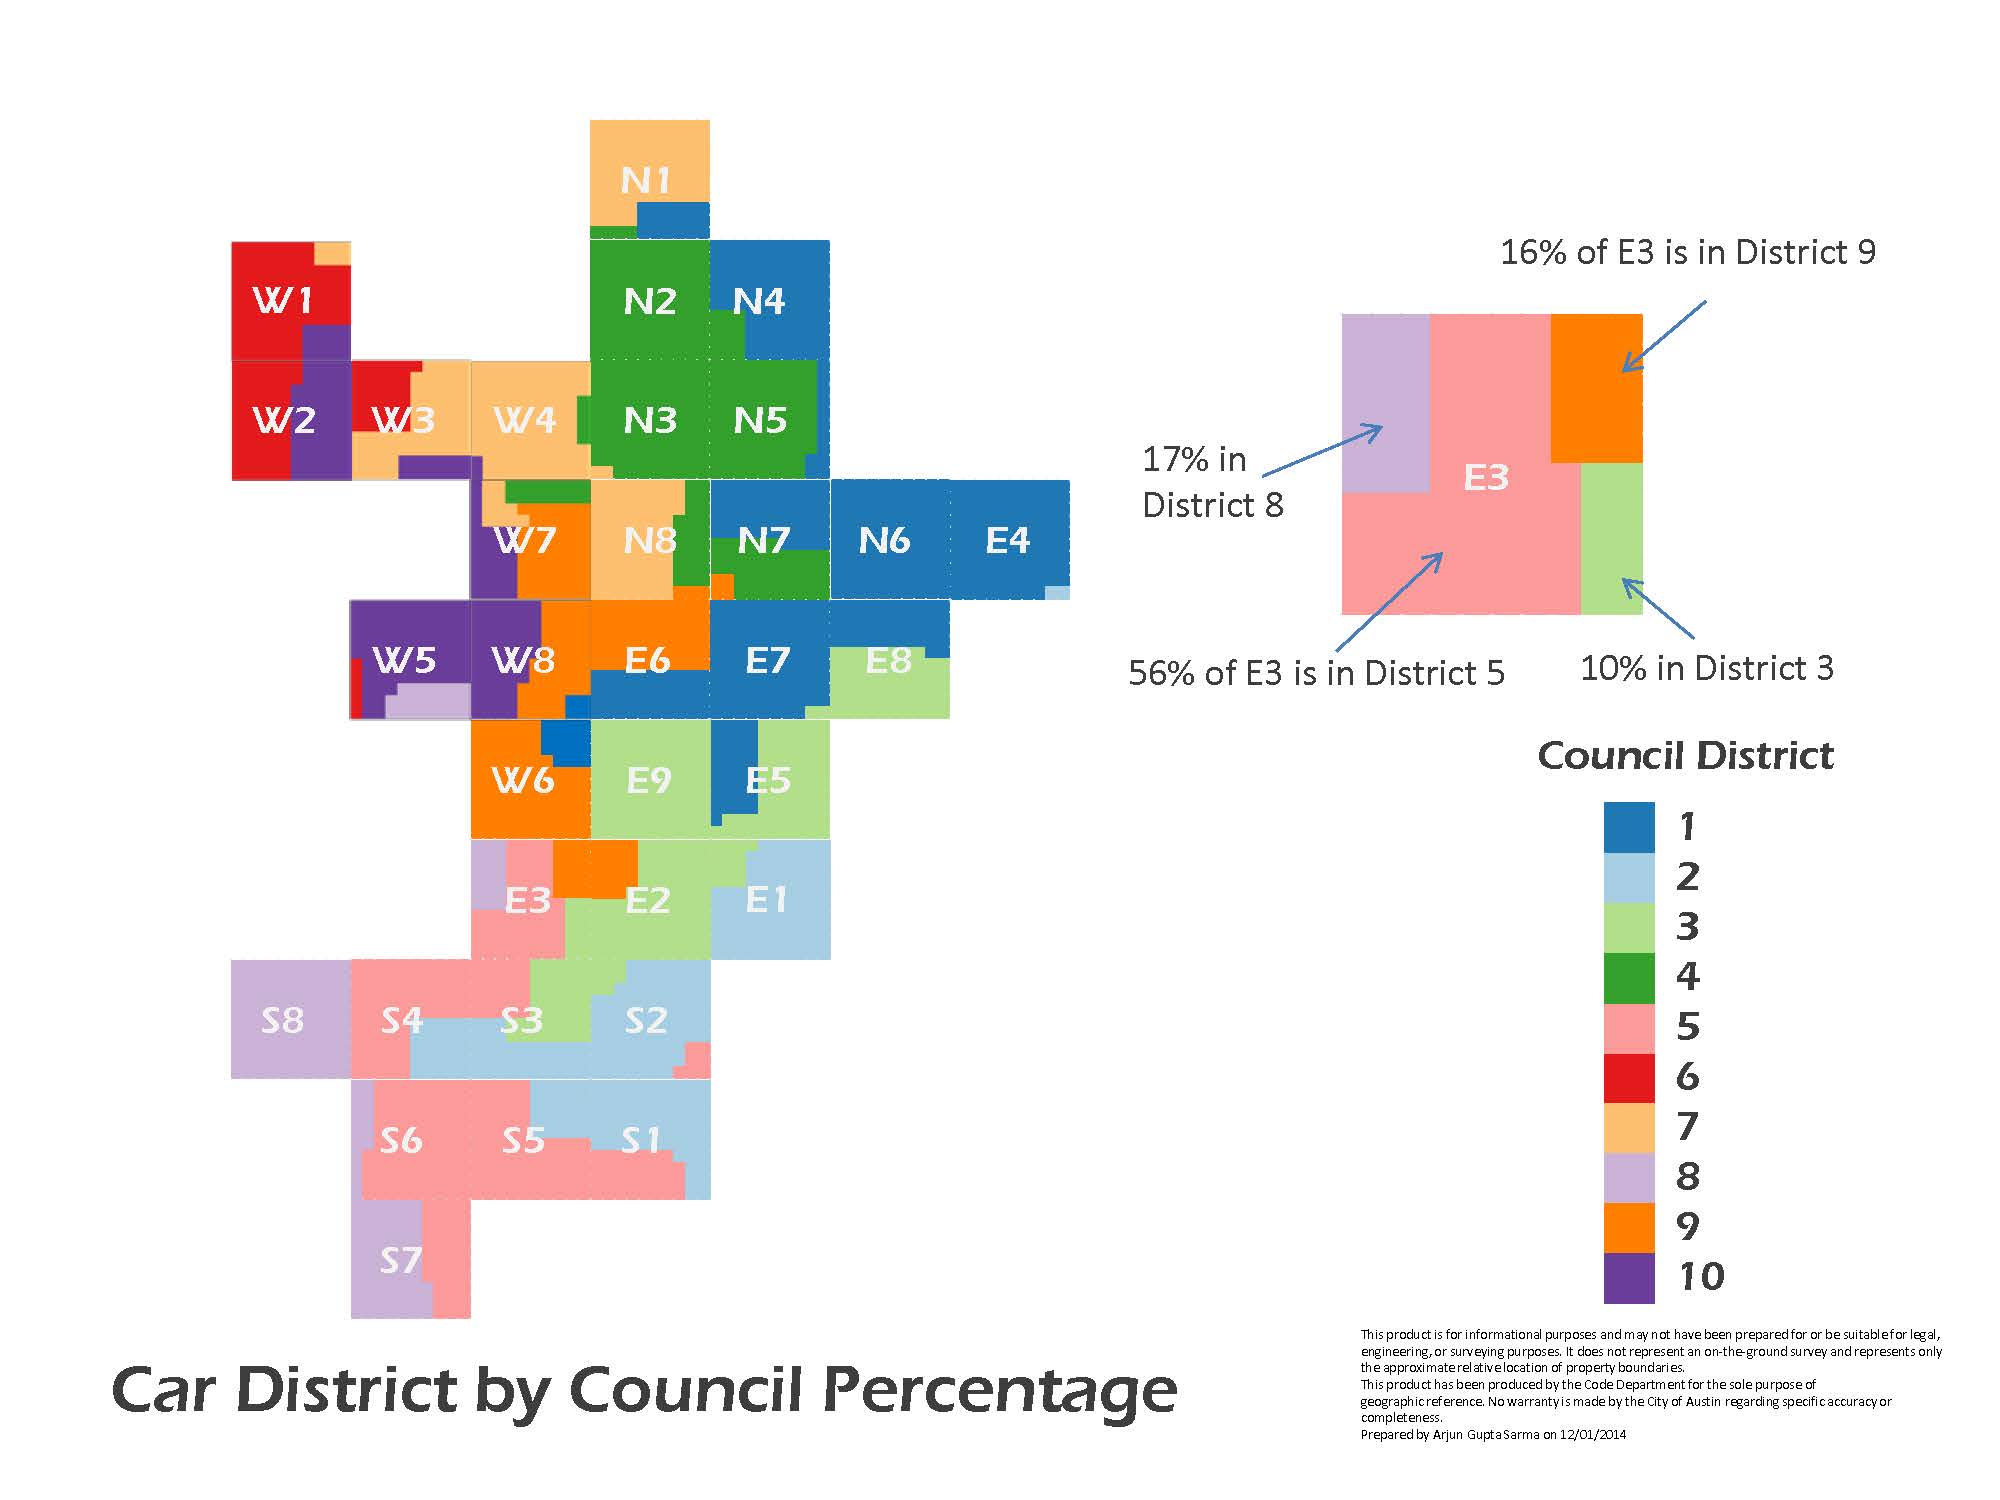 N1
W1
N2
N4
W2
W3
W4
N3
N5
W7
N8
N7
N6
E4
W5
W8
E6
E7
E8
W6
E9
E5
E3
E2
E1
S8
S4
S3
S2
S6
S5
S1
S7
16% of E3 is in District 9
17% in
District 8
E3
56% of E3 is in District 5
10% in District 3
Council District
1
2
3
4
5
6
7
8
9
10
Car District by Council Percentage
This product is for informational purposes and may not have been prepared for or be suitable for legal,
engineering, or surveying purposes. It does not represent an on-the-ground survey and represents only
the approximate relative location of property boundaries.
This product has been produced by the Code Department for the sole purpose of
geographic reference. No warranty is made by the City of Austin regarding specific accuracy or
completeness.
Prepared by Arjun Gupta Sarma on 12/01/2014